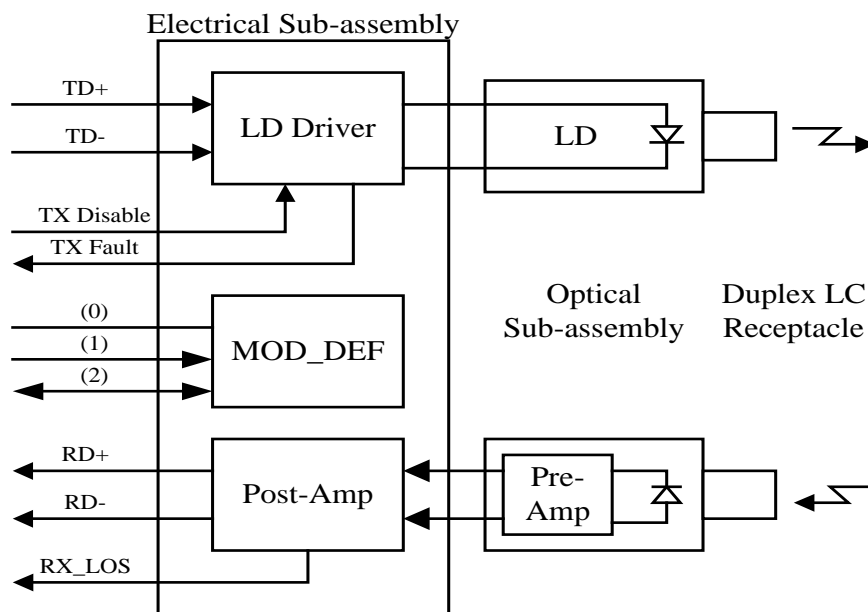 Electrical Sub-assembly
TD+
TD-
LD Driver
LD
TX Disable
TX Fault
(0)
(1)
(2)
MOD_DEF
Optical
Sub-assembly
Duplex LC
Receptacle
RD+
RD-
Post-Amp
Pre-
Amp
RX_LOS